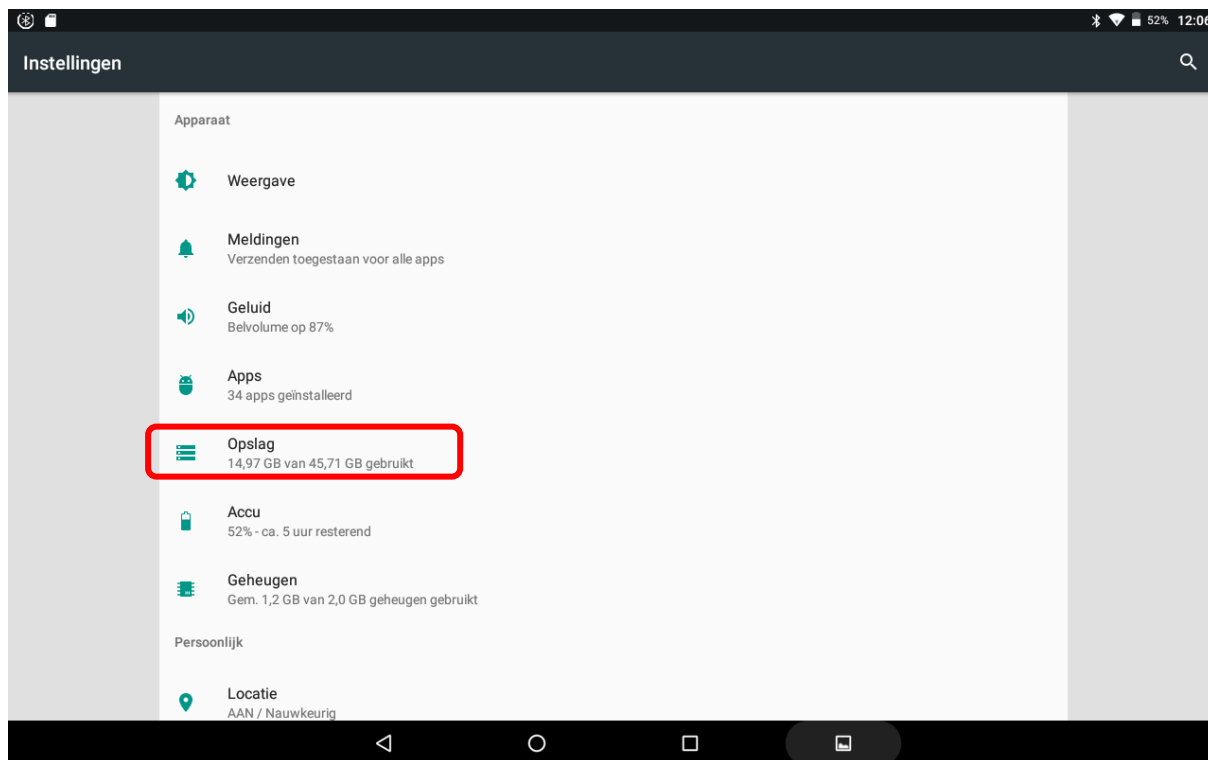 52% 12:06
Instellingen
Apparaat
Weergave
Meldingen
Verzenden toegestaan voor alle apps
Geluid
Belvolume op 87%
Apps
34 apps geïnstalleerd
Opslag
14,97 GB van 45,71 GB gebruikt
Accu
52% - ca. 5 uur resterend
Geheugen
Gem. 1,2 GB van 2,0 GB geheugen gebruikt
Persoonlijk
Locatie
AAN / Nauwkeurig